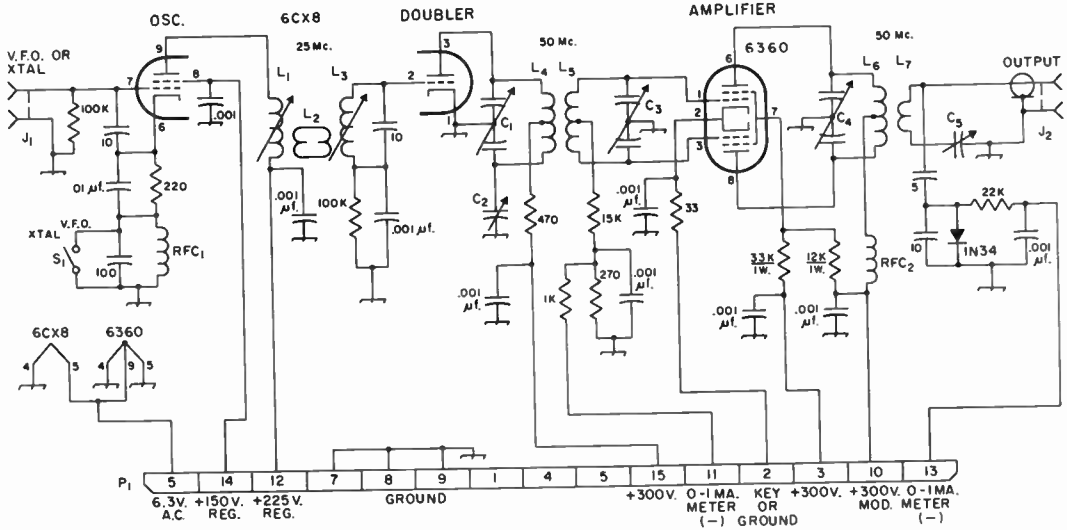 OSC.
6CX8
DOUBLER
AMPLIFIER
V.F.O. OR
XTAL
25 Mc.
50 Mc.
6360
50 Mc.
OUTPUT
9
7
8
6
L1
L3
L2
3
2
1
L4
L5
6
1
2
3
7
8
L6
L7
J1
J2
100K
.001
10
10
C1
C3
C4
C5
.01 µf.
220
.001
µf.
100K
.001 µf.
C2
470
15K
.001
µf.
33
5
22K
V.F.O.
XTAL
S1
100
RFC1
.001
µf.
1K
270
.001
µf.
33K
1W.
12K
1W.
RFC2
10
1N34
.001
µf.
.001
µf.
.001
µf.
6CX8
6360
4
5
4
9
5
P1
5
14
12
7
8
9
1
4
5
15
11
2
3
10
13
6.3V.
A.C.
+150V.
REG.
+225V.
REG.
GROUND
+300V.
0-1MA.
METER
(-)
KEY
OR
GROUND
+300V.
+300V.
MOD.
0-1MA.
METER
(-)